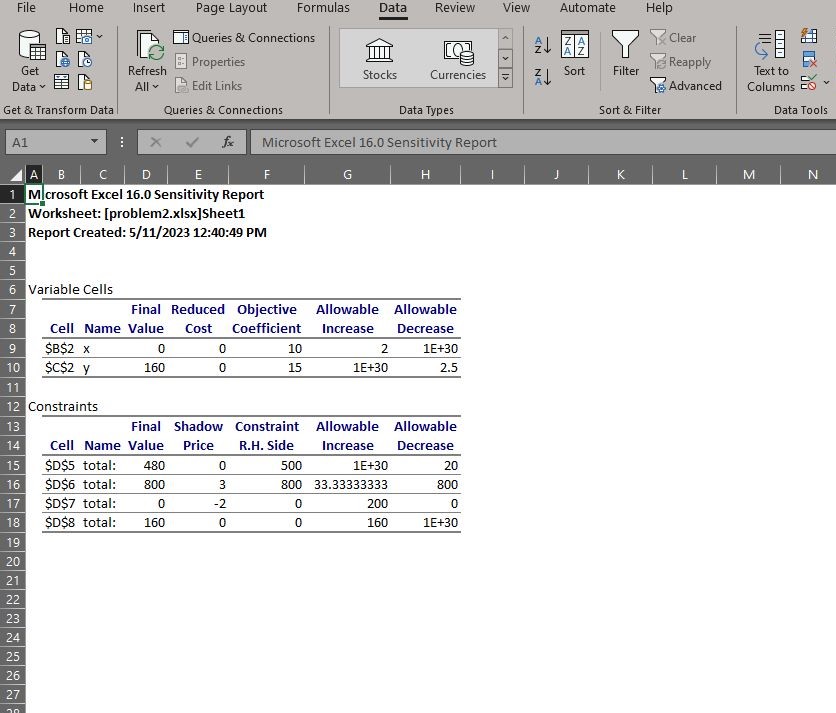 File Home Insert Page Layout Formulas Data Review View Automate Help
Queries & Connections
Properties
Edit Links
Get
Data
Refresh
All
Stocks Currencies
Sort
Filter
Clear
Reapply
Advanced
Text to
Columns
Get & Transform Data Queries & Connections Data Types Sort & Filter Data Tools
A1 fx Microsoft Excel 16.0 Sensitivity Report
A B C D E F G H I J K L M N
1 Microsoft Excel 16.0 Sensitivity Report
2 Worksheet: [problem2.xlsx]Sheet1
3 Report Created: 5/11/2023 12:40:49 PM
4
5
6 Variable Cells
7 Final Reduced Objective Allowable Allowable
8 Cell Name Value Cost Coefficient Increase Decrease
9 $B$2 x 0 0 10 2 1E+30
10 $C$2 y 160 0 15 1E+30 2.5
11
12 Constraints
13 Final Shadow Constraint Allowable Allowable
14 Cell Name Value Price R.H. Side Increase Decrease
15 $D$5 total: 480 0 500 1E+30 20
16 $D$6 total: 800 3 800 33.33333333 800
17 $D$7 total: 0 -2 0 200 0
18 $D$8 total: 160 0 0 160 1E+30
19
20
21
22
23
24
25
26
27
28